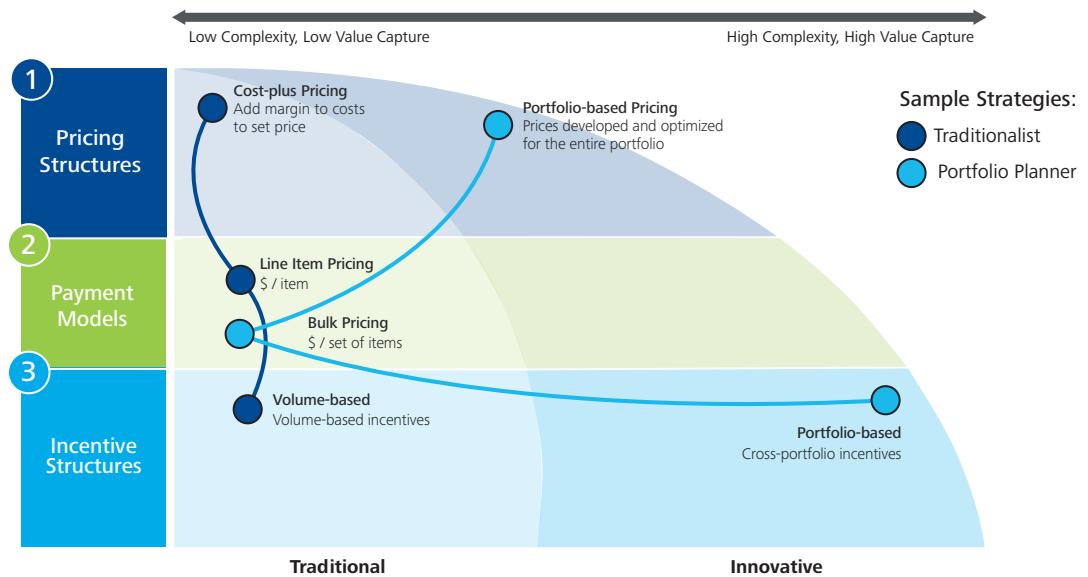 Low Complexity, Low Value Capture
High Complexity, High Value Capture
1
Pricing
Structures
Cost-plus Pricing
Add margin to costs
to set price
Portfolio-based Pricing
Prices developed and optimized
for the entire portfolio
Sample Strategies:
Traditionalist
Portfolio Planner
2
Payment
Models
Line Item Pricing
$ / item
Bulk Pricing
$ / set of items
3
Incentive
Structures
Volume-based
Volume-based incentives
Portfolio-based
Cross-portfolio incentives
Traditional
Innovative